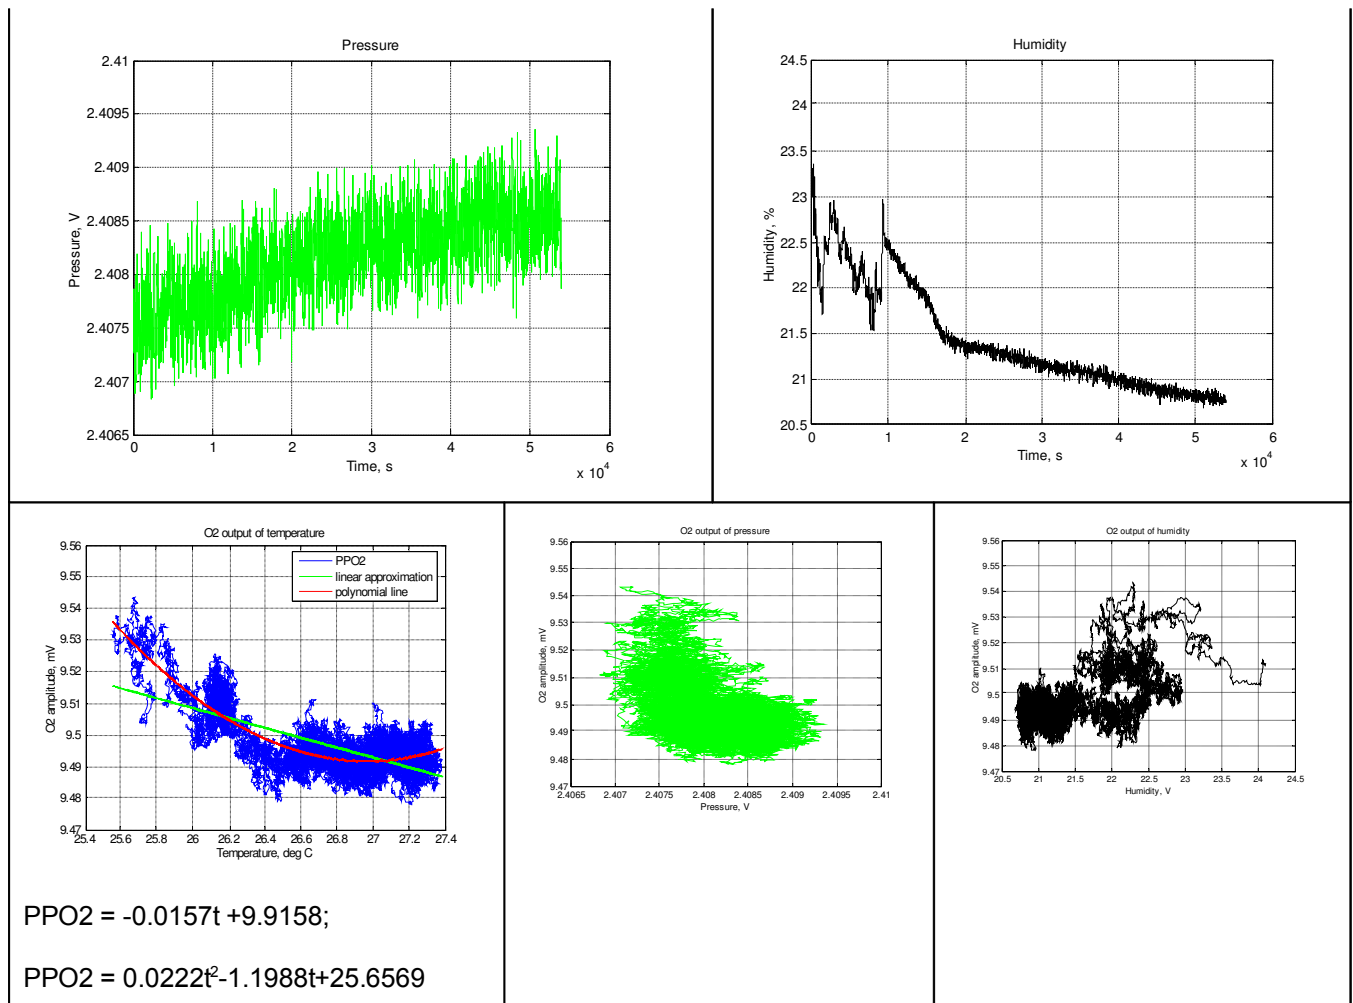 Pressure
2.41
2.4095
2.409
2.4085
2.408
2.4075
2.407
2.4065
Pressure, V
0 1 2 3 4 5 6
Time, s
x 10⁴
Humidity
24.5
24
23.5
23
22.5
22
21.5
21
20.5
Humidity, %
0 1 2 3 4 5 6
Time, s
x 10⁴
O2 output of temperature
9.56
9.55
9.54
9.53
9.52
9.51
9.5
9.49
9.48
9.47
O2 amplitude, mV
PPO2
linear approximation
polynomial line
25.4 25.6 25.8 26 26.2 26.4 26.6 26.8 27 27.2 27.4
Temperature, deg C
PPO2 = -0.0157t +9.9158;
PPO2 = 0.0222t²-1.1988t+25.6569
O2 output of pressure
9.56
9.55
9.54
9.53
9.52
9.51
9.5
9.49
9.48
9.47
O2 amplitude, mV
2.4065 2.407 2.4075 2.408 2.4085 2.409 2.4095 2.41
Pressure, V
O2 output of humidity
9.56
9.55
9.54
9.53
9.52
9.51
9.5
9.49
9.48
9.47
O2 amplitude, mV
20.5 21 21.5 22 22.5 23 23.5 24 24.5
Humidity, V